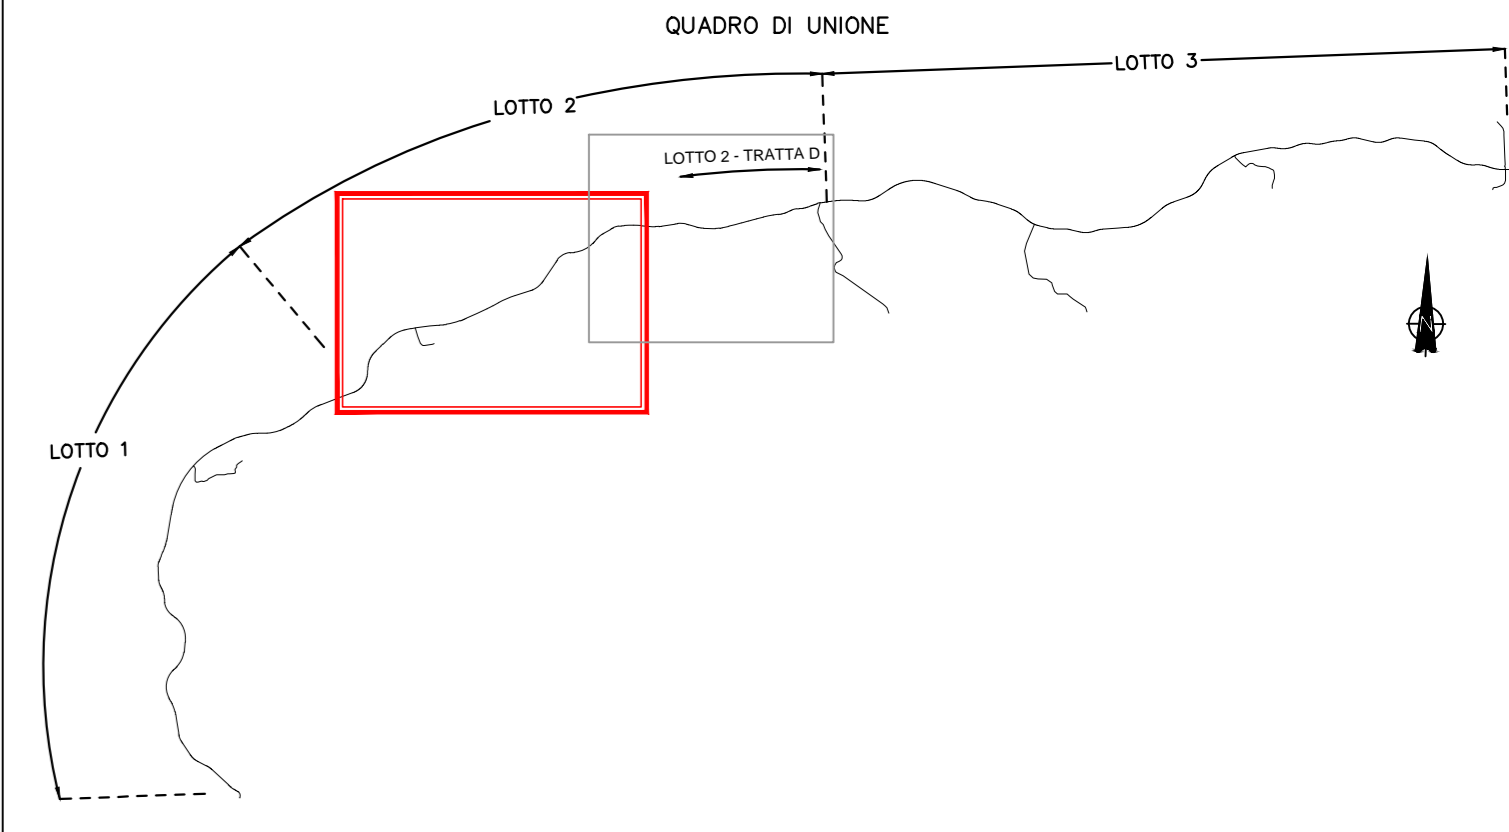 QUADRO DI UNIONE
LOTTO 3
LOTTO 2
LOTTO 2 - TRATTA D
N
LOTTO 1